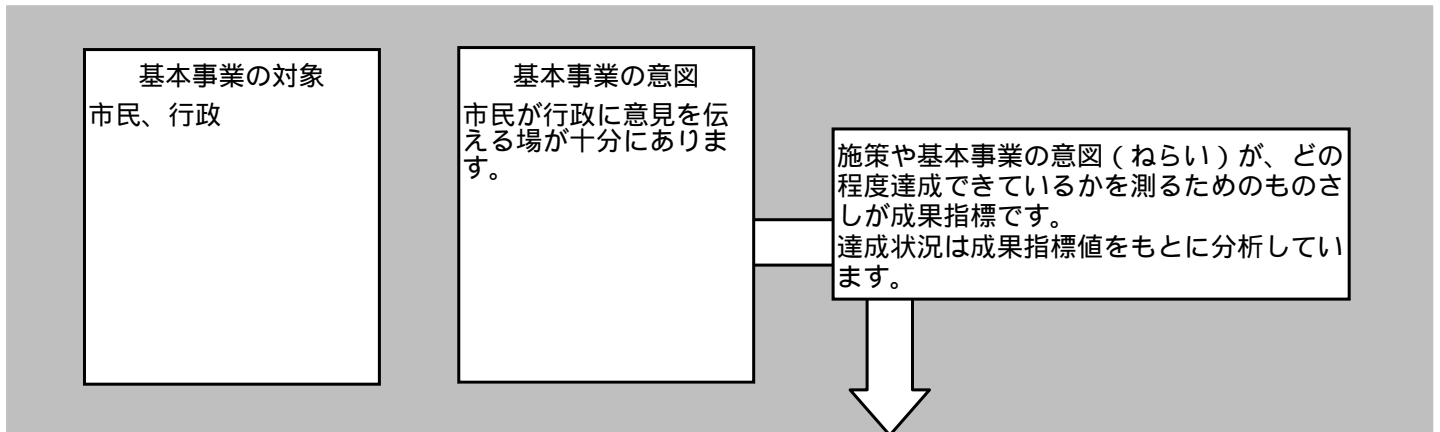 基本事業の対象
市民、行政
基本事業の意図
市民が行政に意見を伝
える場が十分にありま
す。
施策や基本事業の意図(ねらい)が、どの
程度達成できているかを測るためのものさ
しが成果指標です。
達成状況は成果指標値をもとに分析してい
ます。